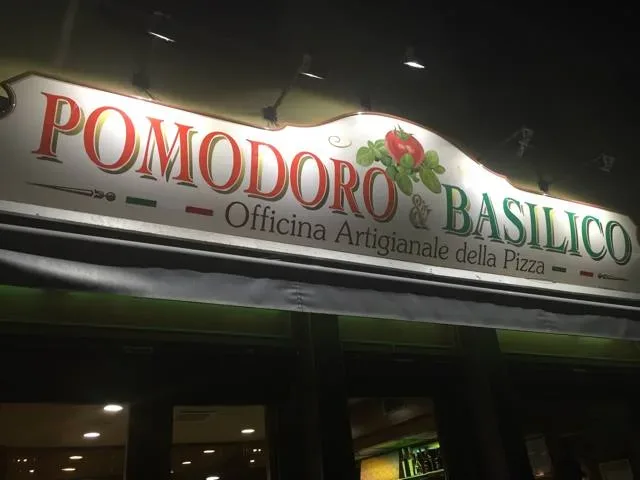 POMODORO & BASILICO
Officina Artigianale della Pizza